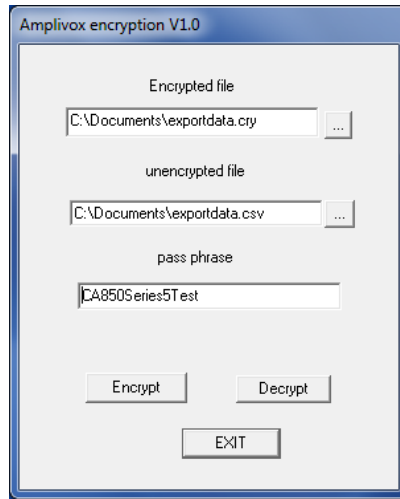 Amplivox encryption V1.0
Encrypted file
C:\Documents\exportdata.cry
...
unencrypted file
C:\Documents\exportdata.csv
...
pass phrase
CA850Series5Test
Encrypt
Decrypt
EXIT